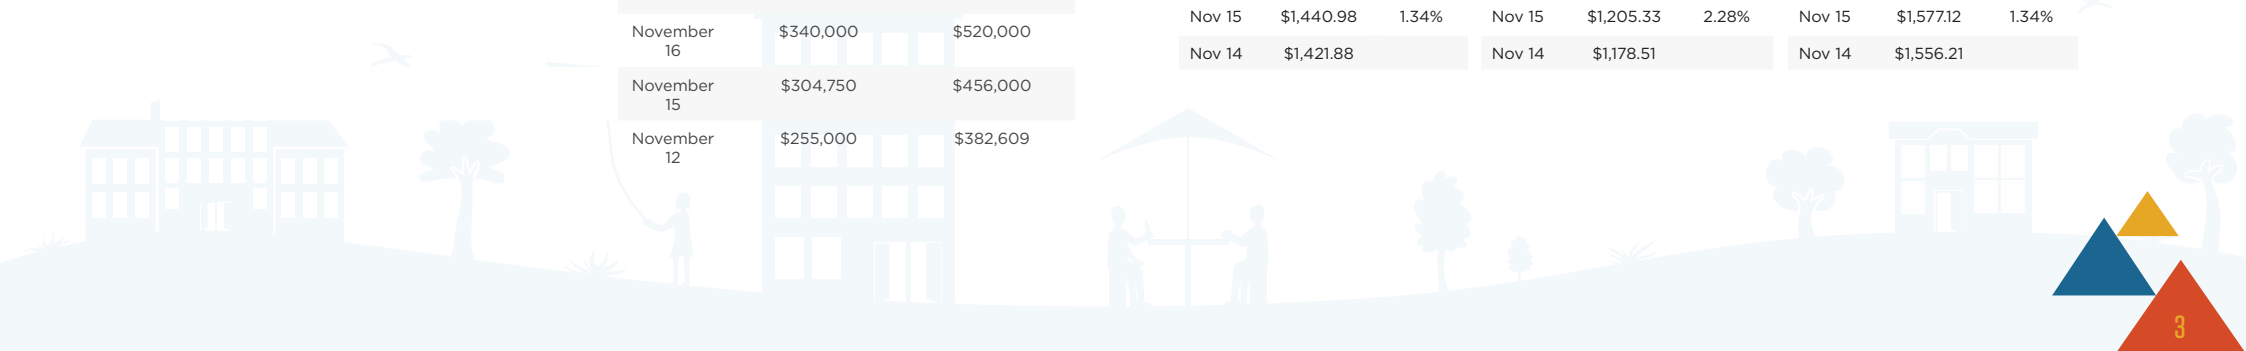 November $340,000 $520,000
16
November $304,750 $456,000
15
November $255,000 $382,609
12
Nov 15 $1,440.98 1.34% Nov 15 $1,205.33 2.28% Nov 15 $1,577.12 1.34%
Nov 14 $1,421.88 Nov 14 $1,178.51 Nov 14 $1,556.21
3